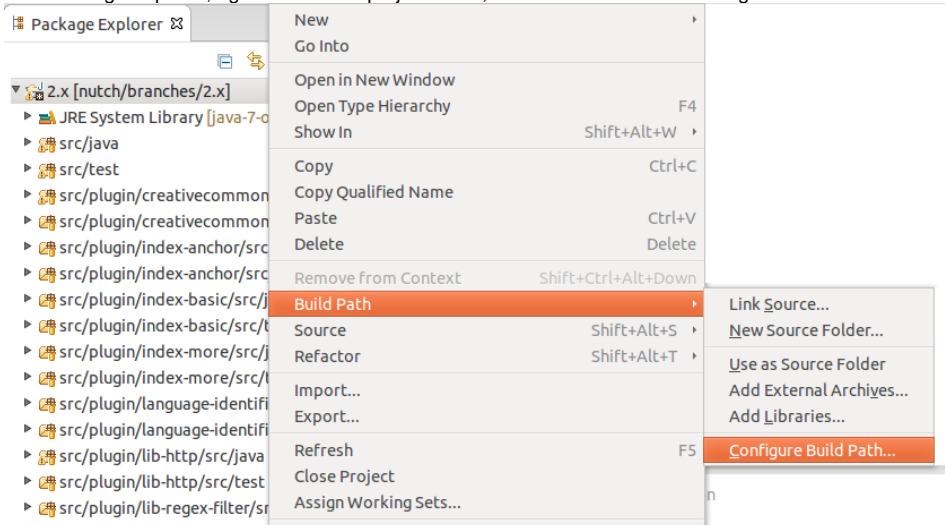 Package Explorer
2.x [nutch/branches/2.x]
JRE System Library [java-7-o
src/java
src/test
src/plugin/creativecommon
src/plugin/creativecommon
src/plugin/index-anchor/src
src/plugin/index-anchor/src
src/plugin/index-basic/src/j
src/plugin/index-basic/src/t
src/plugin/index-more/src/j
src/plugin/index-more/src/t
src/plugin/language-identifi
src/plugin/language-identifi
src/plugin/lib-http/src/java
src/plugin/lib-http/src/test
src/plugin/lib-regex-filter/sr
New
Go Into
Open in New Window
Open Type Hierarchy F4
Show In Shift+Alt+W
Copy Ctrl+C
Copy Qualified Name
Paste Ctrl+V
Delete Delete
Remove from Context Shift+Ctrl+Alt+Down
Build Path
Source Shift+Alt+S
Refactor Shift+Alt+T
Import...
Export...
Refresh F5
Close Project
Assign Working Sets...
Link Source...
New Source Folder...
Use as Source Folder
Add External Archives...
Add Libraries...
Configure Build Path...
n